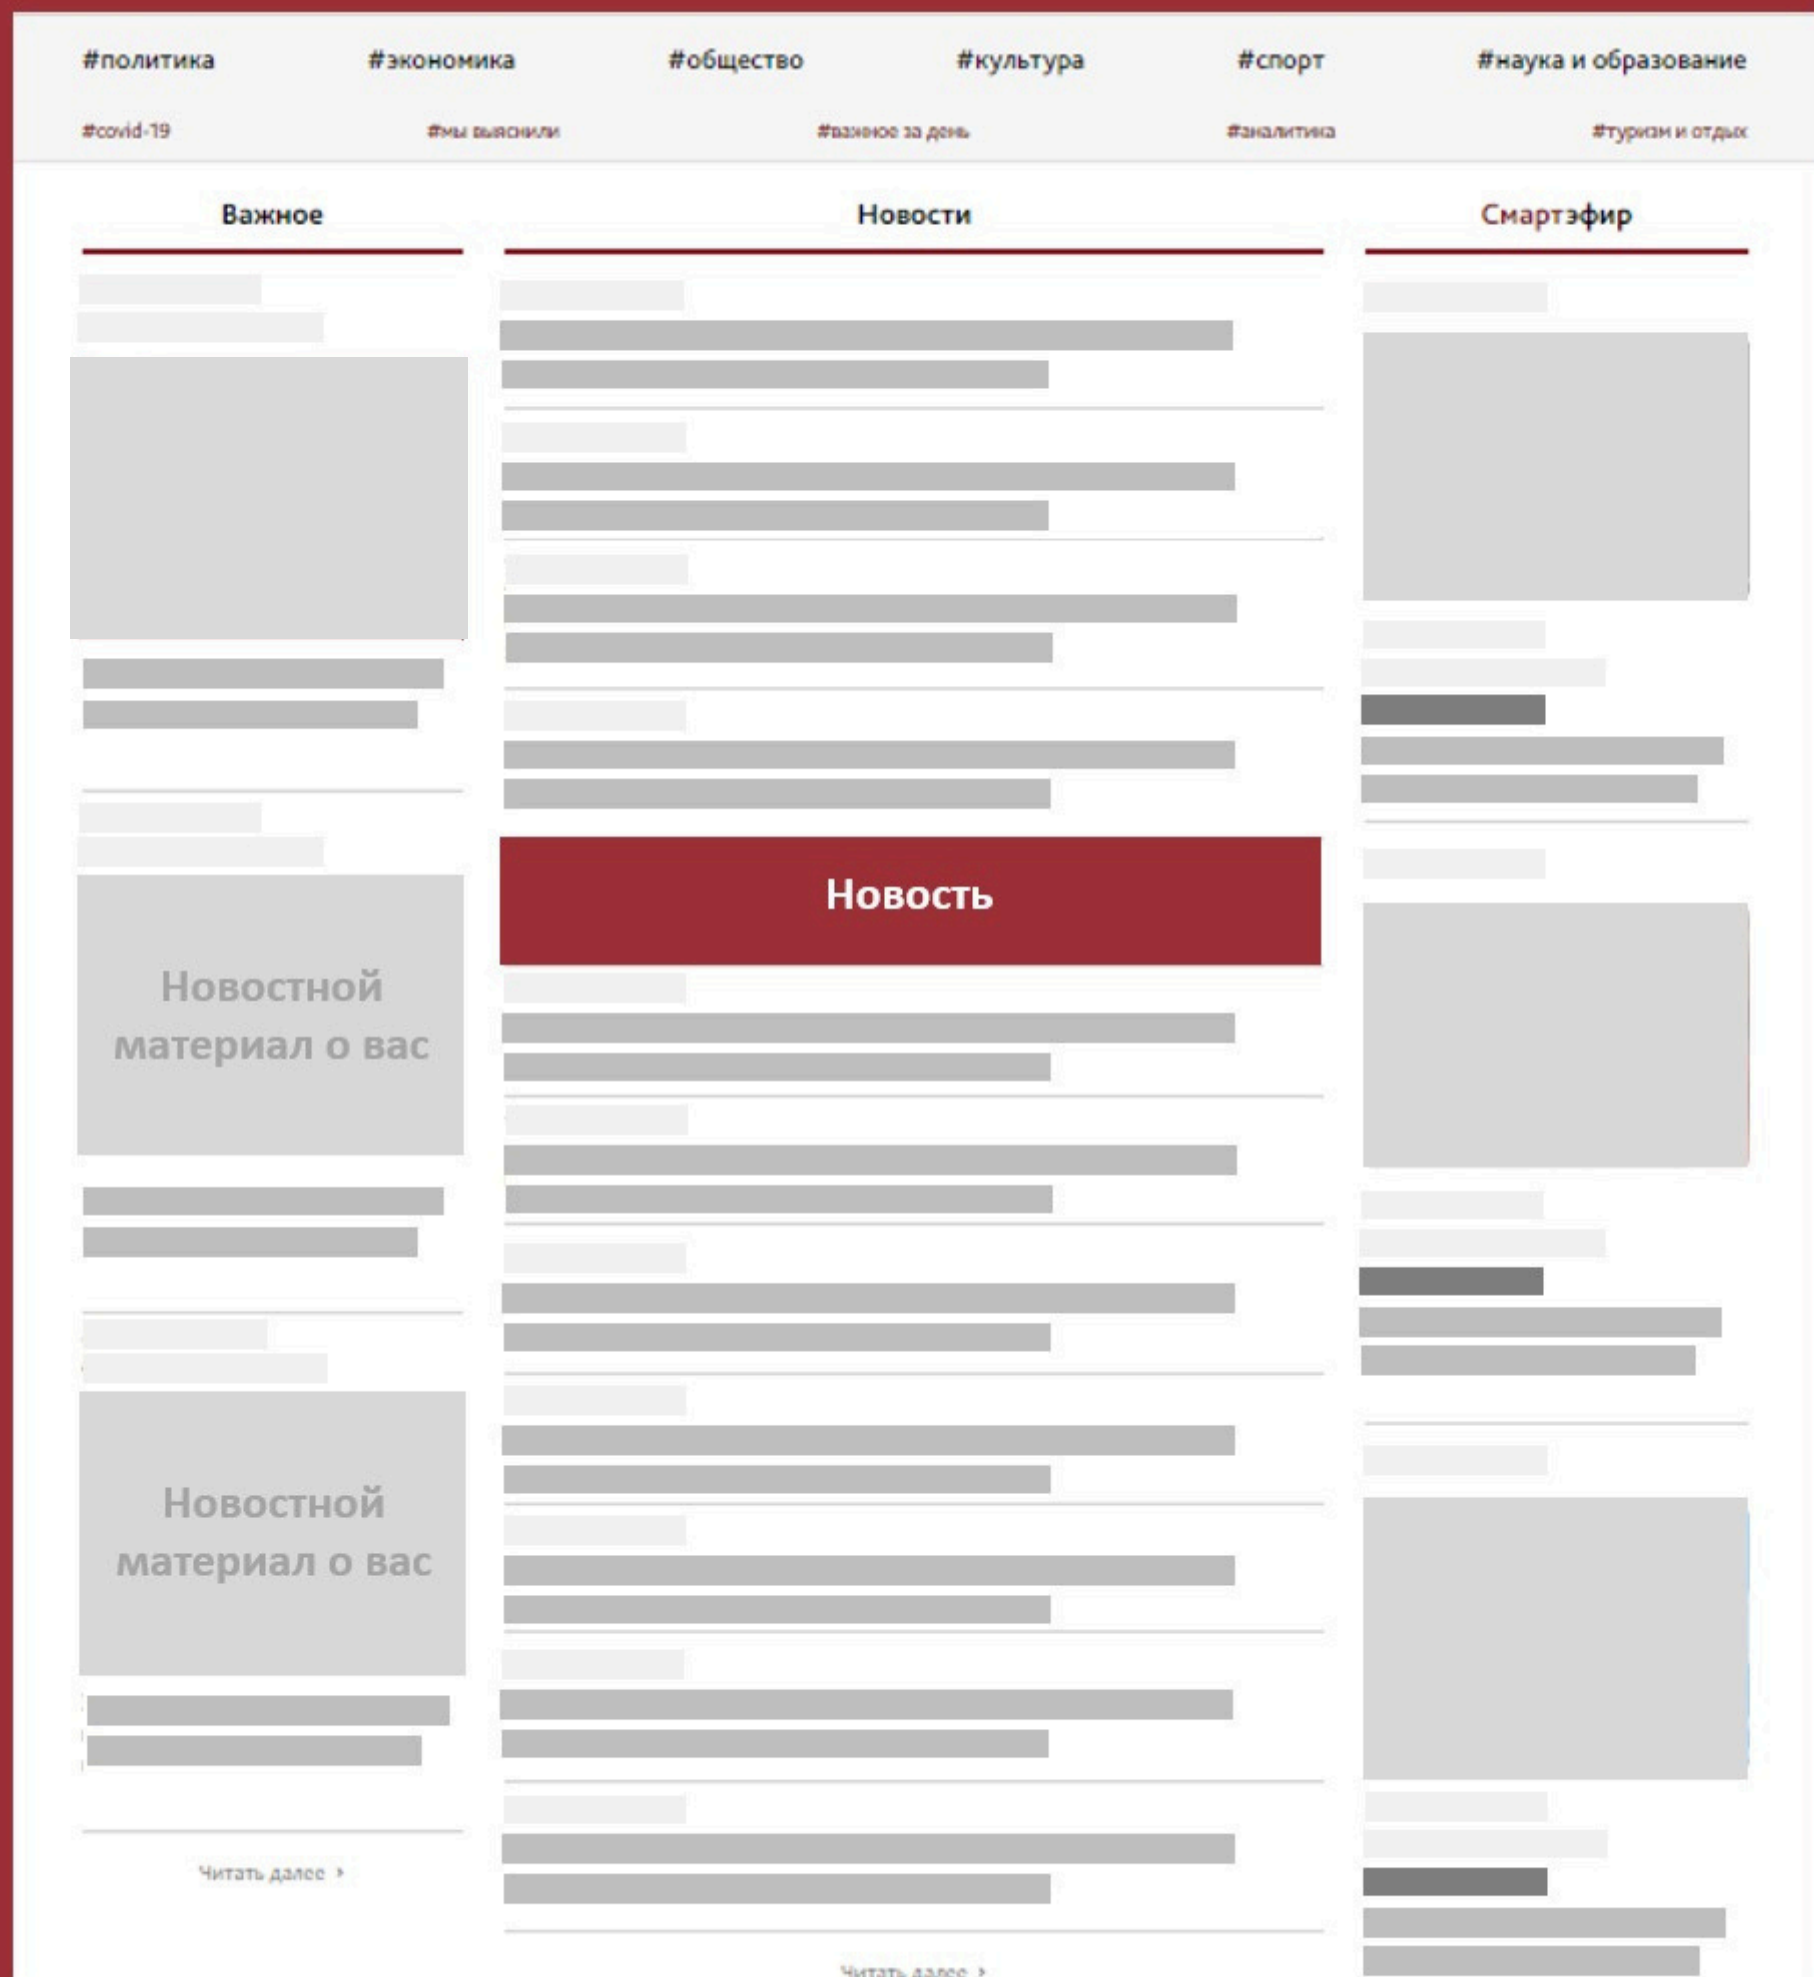 #политика #экономика #общество #культура #спорт #наука и образование
#covid-19 #мы выяснили #важное за день #аналитика #туризм и отдых
Важное Новости Смартэфир
Новость
Новостной
материал о вас
Новостной
материал о вас
Читать далее ›
Читать далее ›